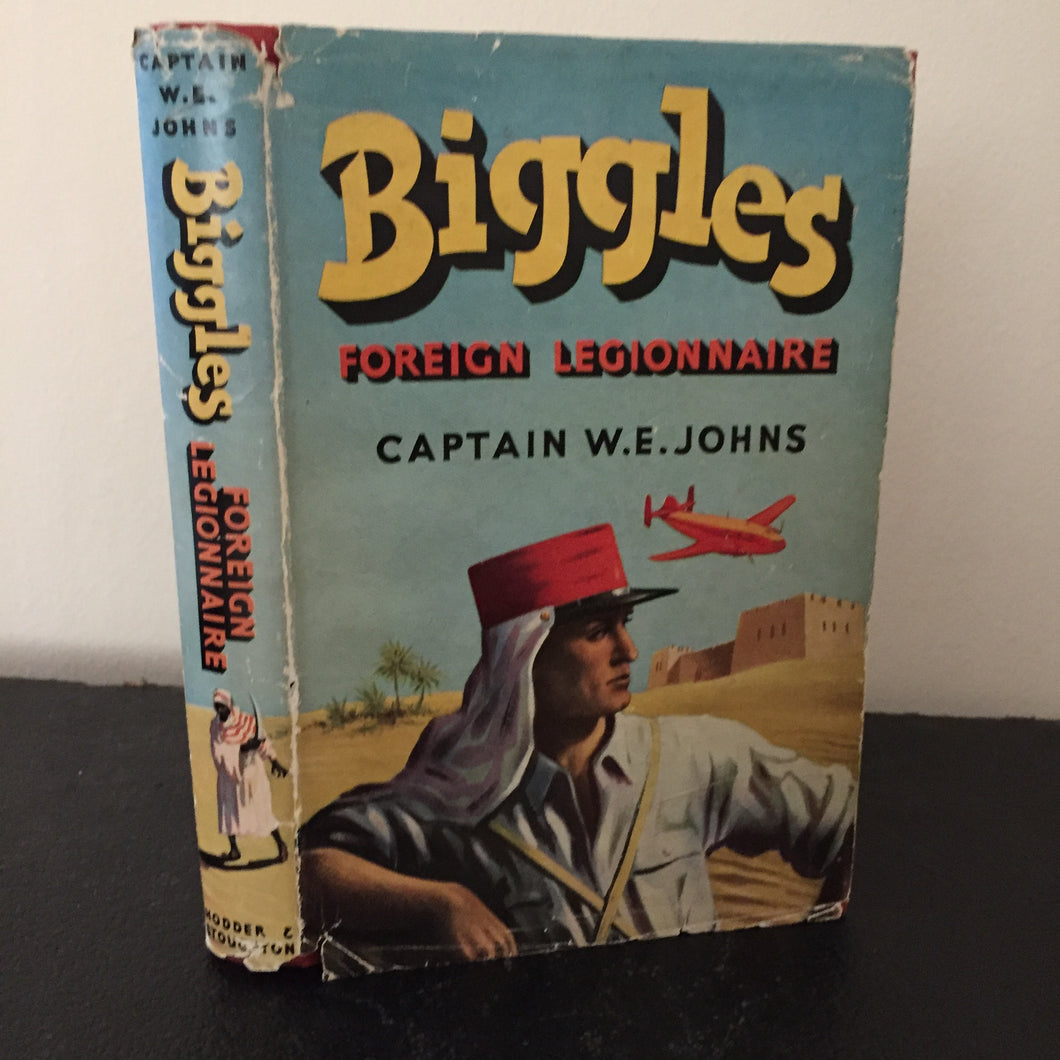 CAPTAIN
W.E.
JOHNS
Biggles
FOREIGN
LEGIONNAIRE
HODDER &
STOUGHTON
Biggles
FOREIGN LEGIONNAIRE
CAPTAIN W.E. JOHNS